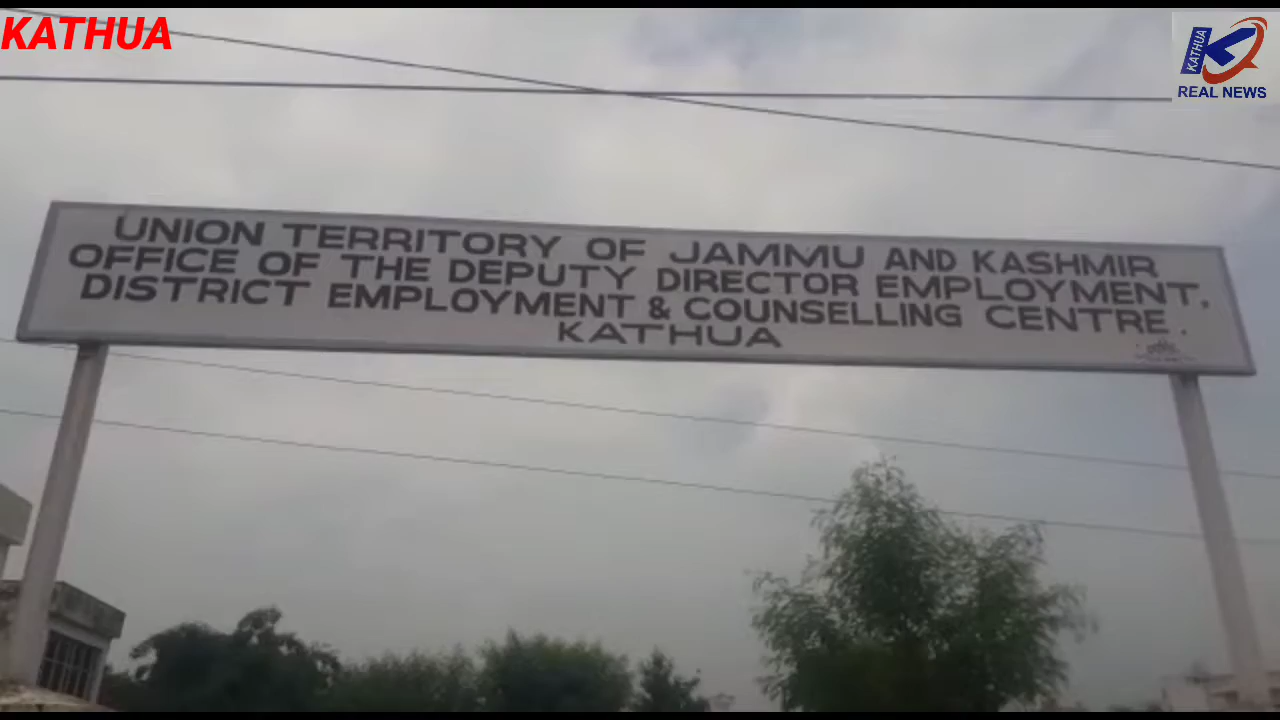 KATHUA
KATHUA
REAL NEWS
UNION TERRITORY OF JAMMU AND KASHMIR
OFFICE OF THE DEPUTY DIRECTOR EMPLOYMENT,
DISTRICT EMPLOYMENT & COUNSELLING CENTRE.
KATHUA